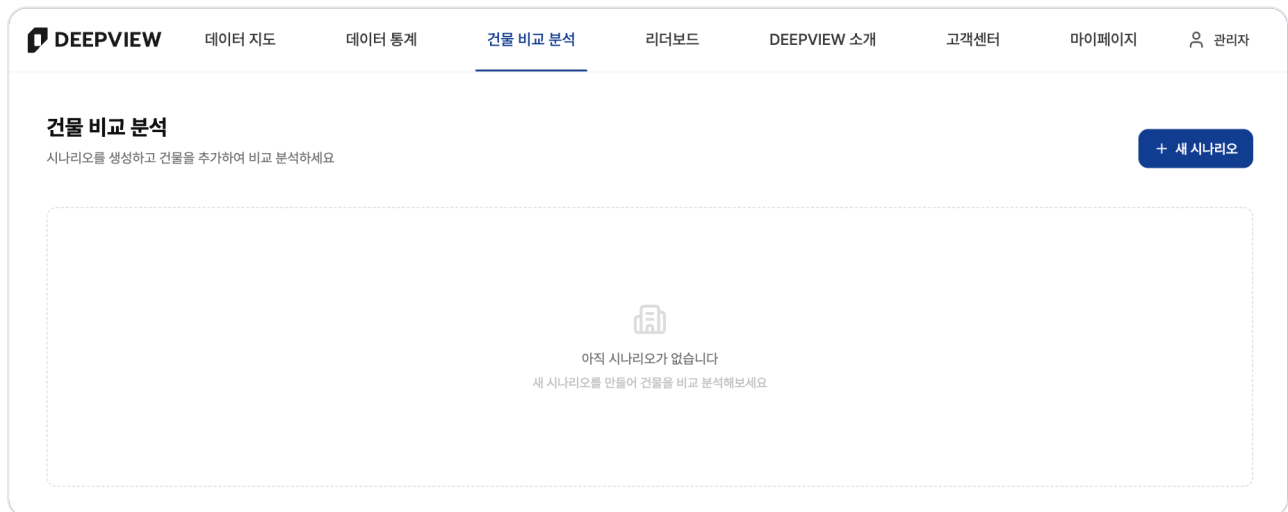 DEEPVIEW 데이터 지도 데이터 통계 건물 비교 분석 리더보드 DEEPVIEW 소개 고객센터 마이페이지 관리자
건물 비교 분석
시나리오를 생성하고 건물을 추가하여 비교 분석하세요
+ 새 시나리오
아직 시나리오가 없습니다
새 시나리오를 만들어 건물을 비교 분석해보세요